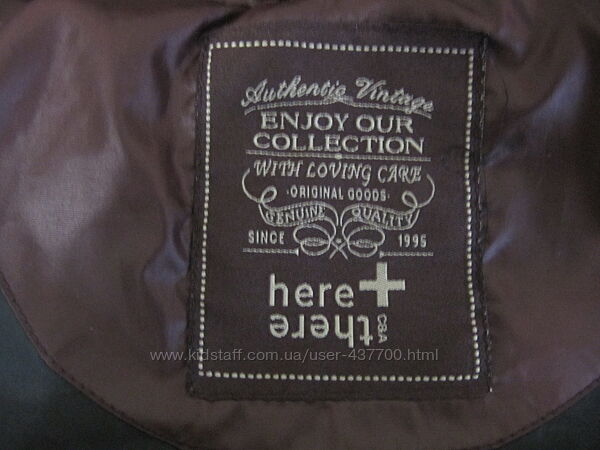 Authentic Vintage
ENJOY OUR
COLLECTION
WITH LOVING CARE
·ORIGINAL GOODS·
GENUINE QUALITY
SINCE 1995
here+
there
C&A
www.kidstaff.com.ua/user-437700.html